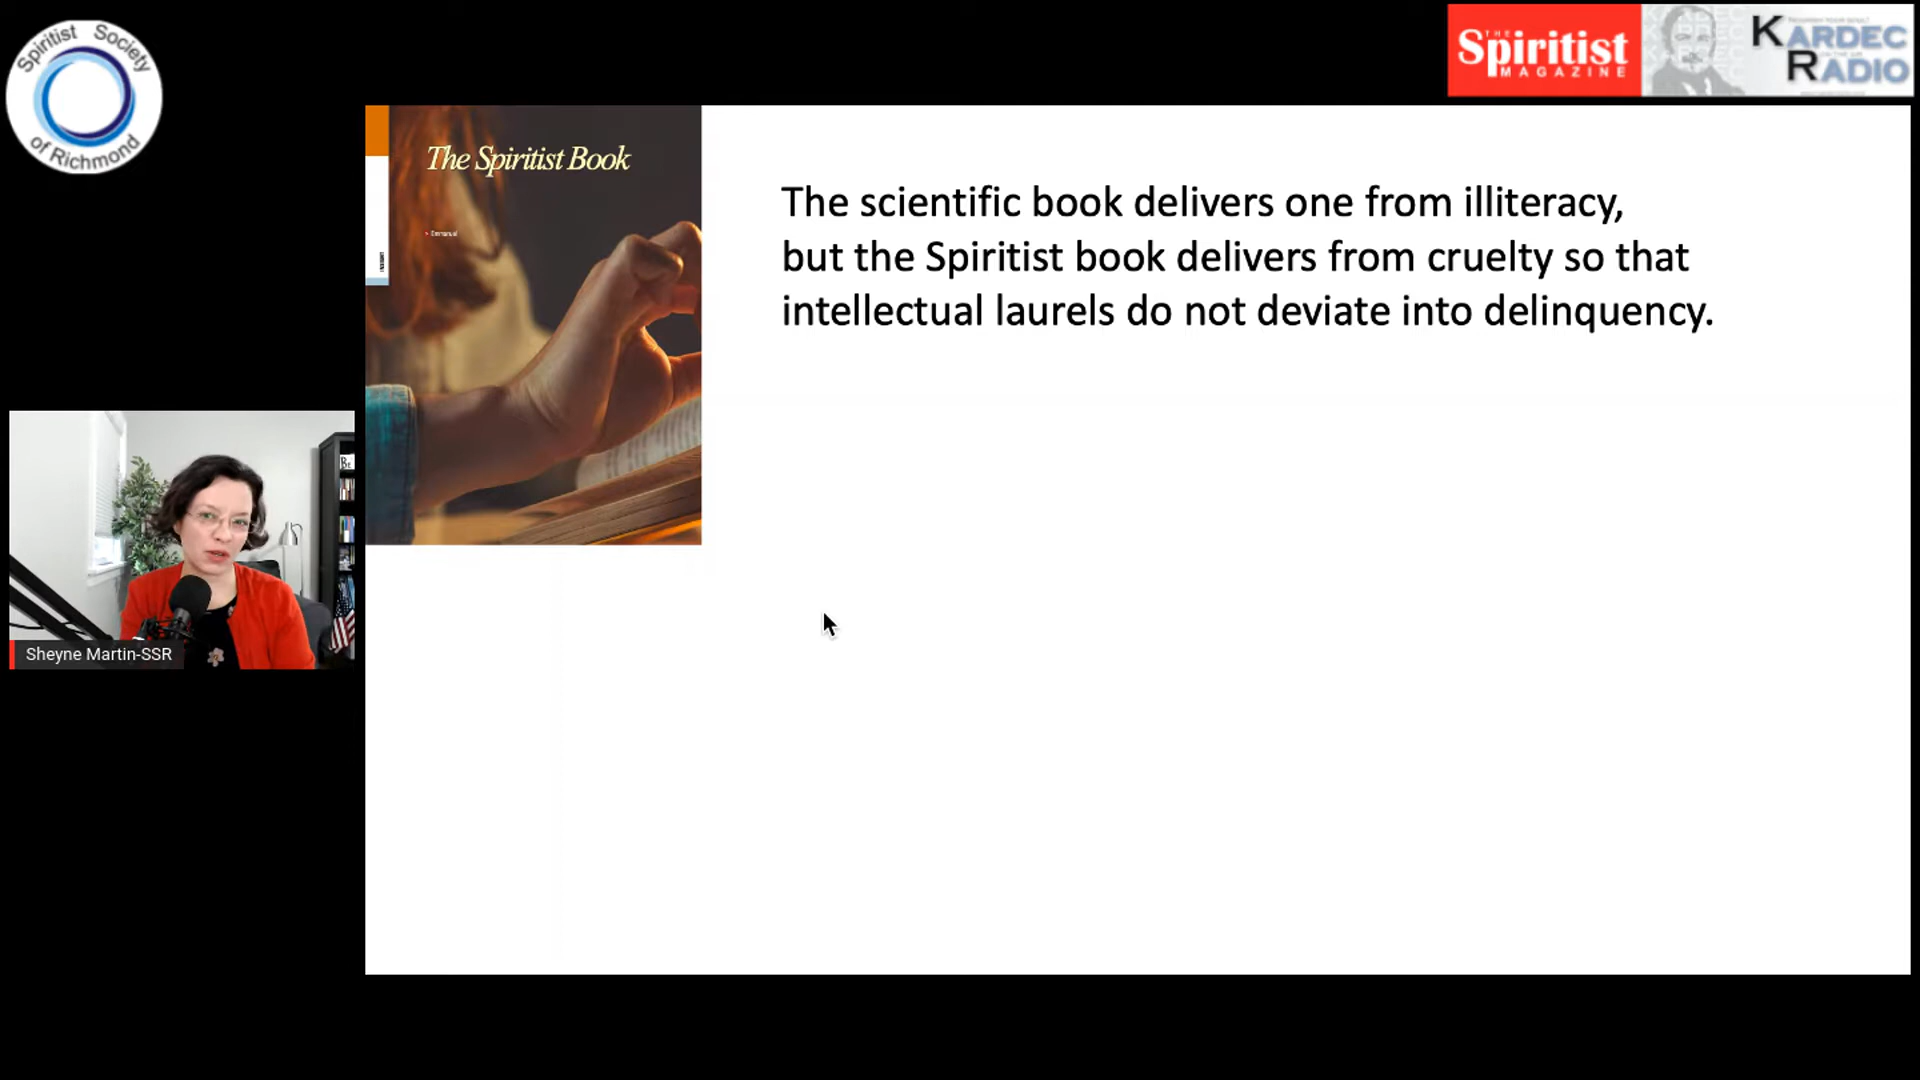 Spiritist Society
of Richmond
THE
Spiritist
MAGAZINE
KARDEC
RADIO
The Spiritist Book
Emmanuel
The scientific book delivers one from illiteracy,
but the Spiritist book delivers from cruelty so that
intellectual laurels do not deviate into delinquency.
Sheyne Martin-SSR